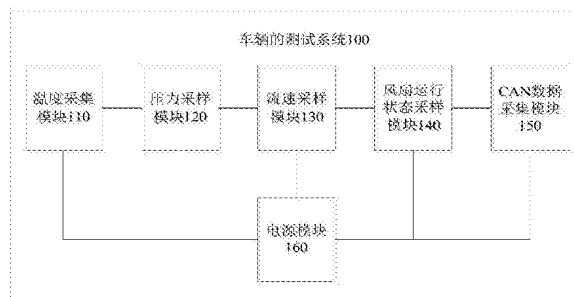 车辆的测试系统100
温度采集
模块110
压力采样
模块120
流速采样
模块130
风扇运行
状态采样
模块140
CAN数据
采集模块
150
电源模块
160